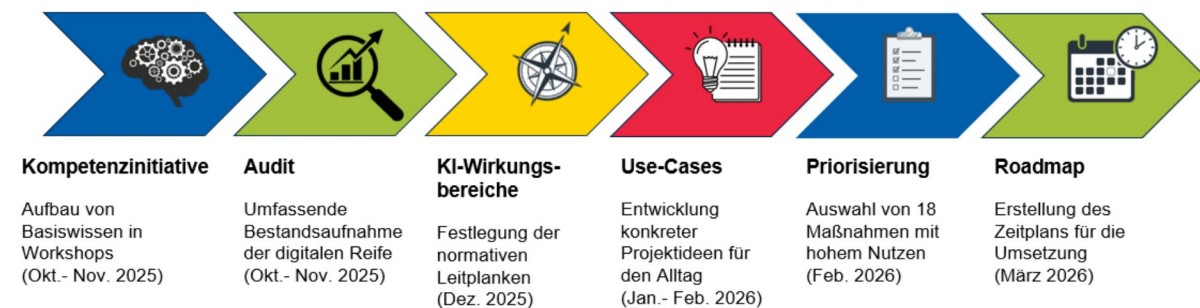 Kompetenzinitiative
Aufbau von
Basiswissen in
Workshops
(Okt.- Nov. 2025)
Audit
Umfassende
Bestandsaufnahme
der digitalen Reife
(Okt.- Nov. 2025)
KI-Wirkungs-
bereiche
Festlegung der
normativen
Leitplanken
(Dez. 2025)
Use-Cases
Entwicklung
konkreter
Projektideen für
den Alltag
(Jan.- Feb. 2026)
Priorisierung
Auswahl von 18
Maßnahmen mit
hohem Nutzen
(Feb. 2026)
Roadmap
Erstellung des
Zeitplans für die
Umsetzung
(März 2026)